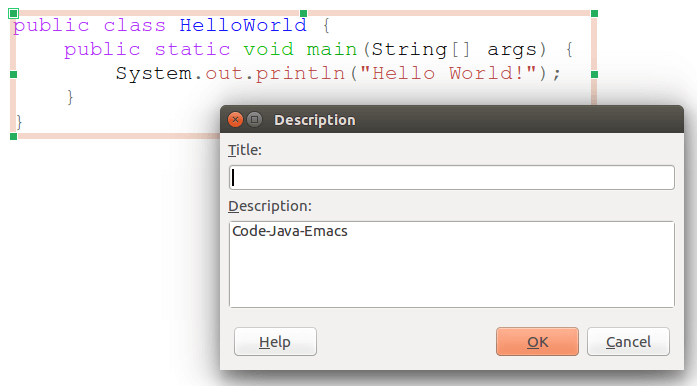 public class HelloWorld {
    public static void main(String[] args) {
        System.out.println("Hello World!");
    }
}
Description
Title:
Description:
Code-Java-Emacs
Help
OK
Cancel